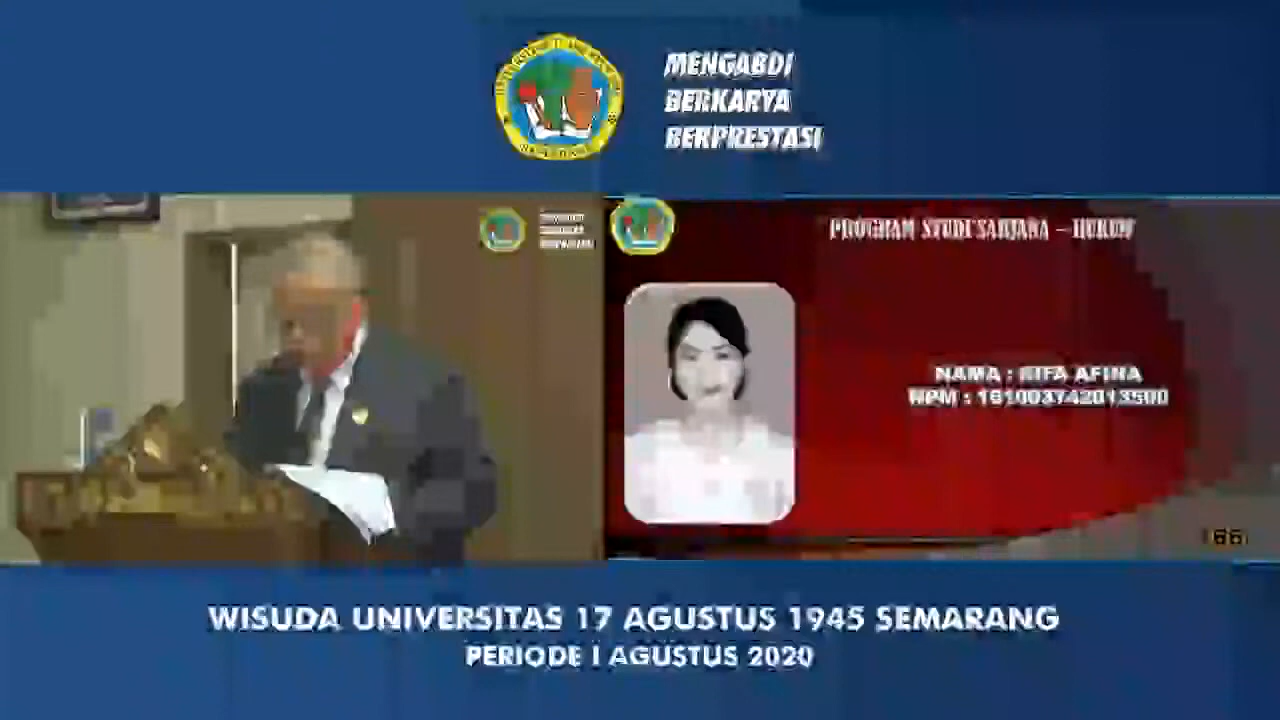 MENGABDI
BERKARYA
BERPRESTASI
PROGRAM STUDI SARJANA – HUKUM
NAMA : RIFA AFINA
NPM :
WISUDA UNIVERSITAS 17 AGUSTUS 1945 SEMARANG
PERIODE I AGUSTUS 2020